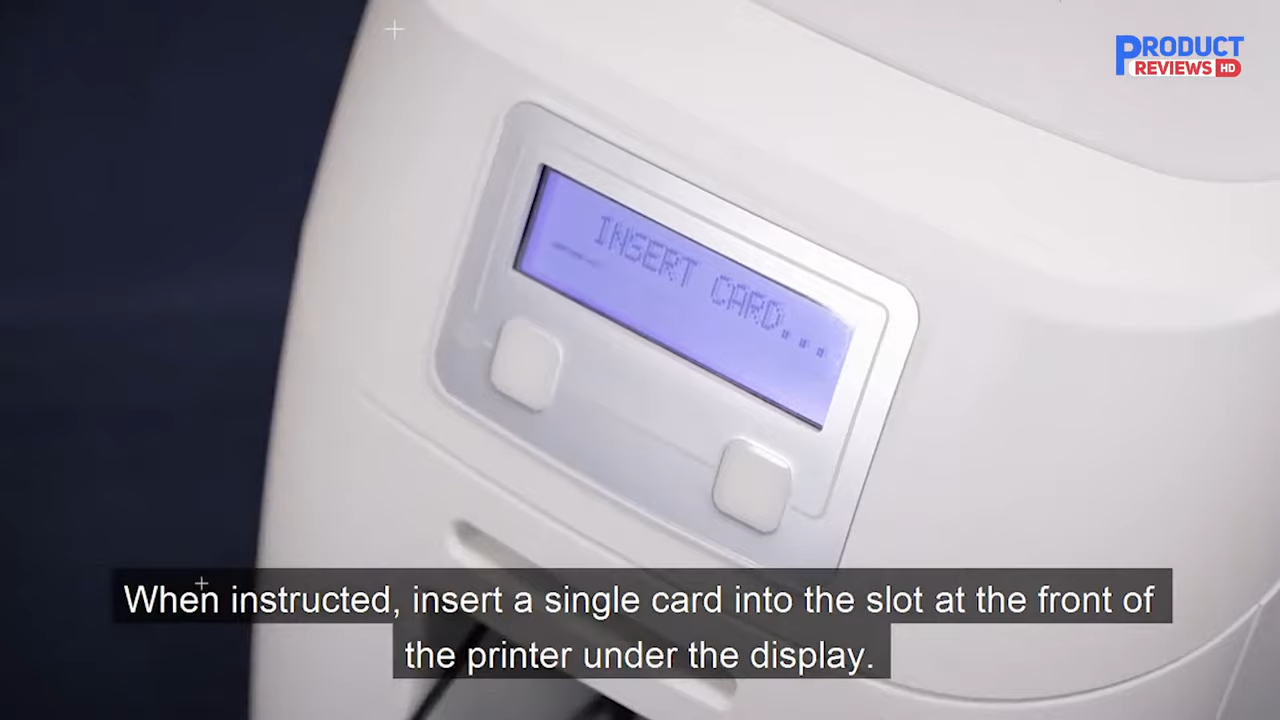 PRODUCT
REVIEWS HD
INSERT CARD...
When instructed, insert a single card into the slot at the front of
the printer under the display.